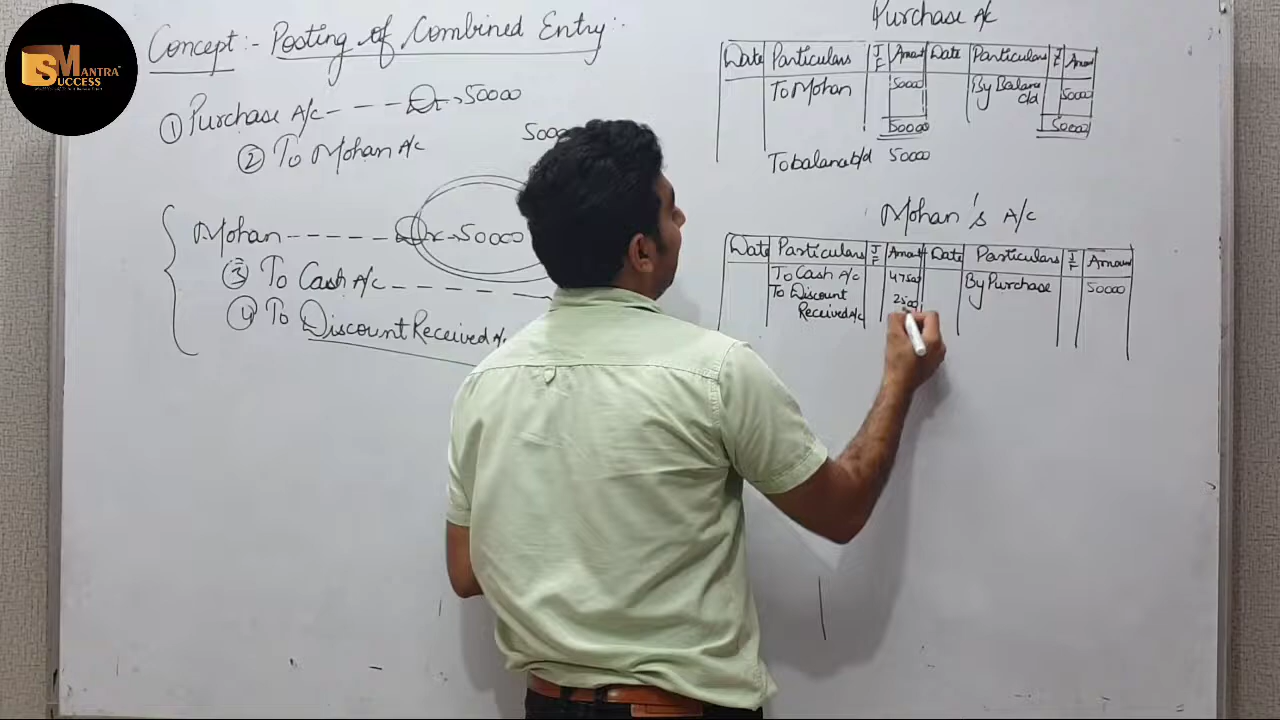 SMANTRA
SUCCESS
Concept:- Posting of Combined Entry:-
① Purchase A/c --- Dr → 50000
② To Mohan A/c
Mohan ------ Dr → 50000
③ To Cash A/c ------
④ To Discount Received A/c
Purchase A/c
Date Particulars J F Amount Date Particulars J F Amount
To Mohan 50000 By Balance c/d 50000
50000 50000
To balance b/d 50000
Mohan's A/c
Date Particulars J F Amount Date Particulars J F Amount
To Cash A/c 47500 By Purchase 50000
To Discount 2500
Received A/c